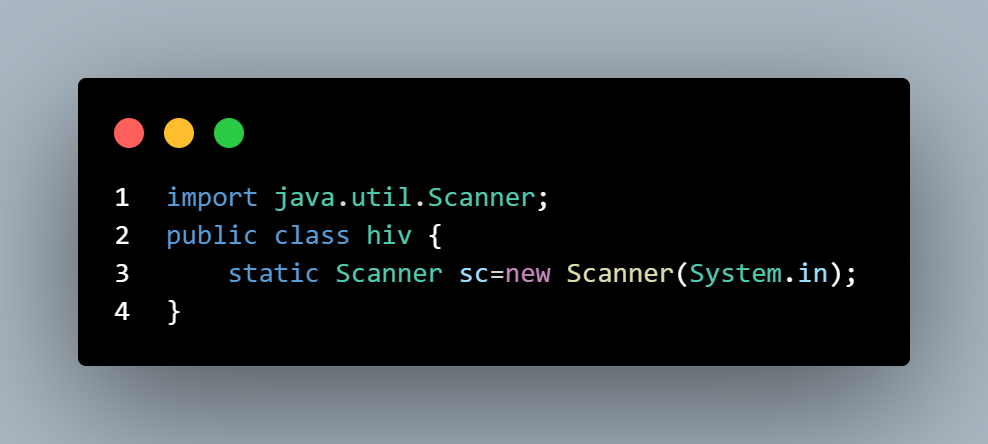 1 import java.util.Scanner;
2 public class hiv {
3     static Scanner sc=new Scanner(System.in);
4 }